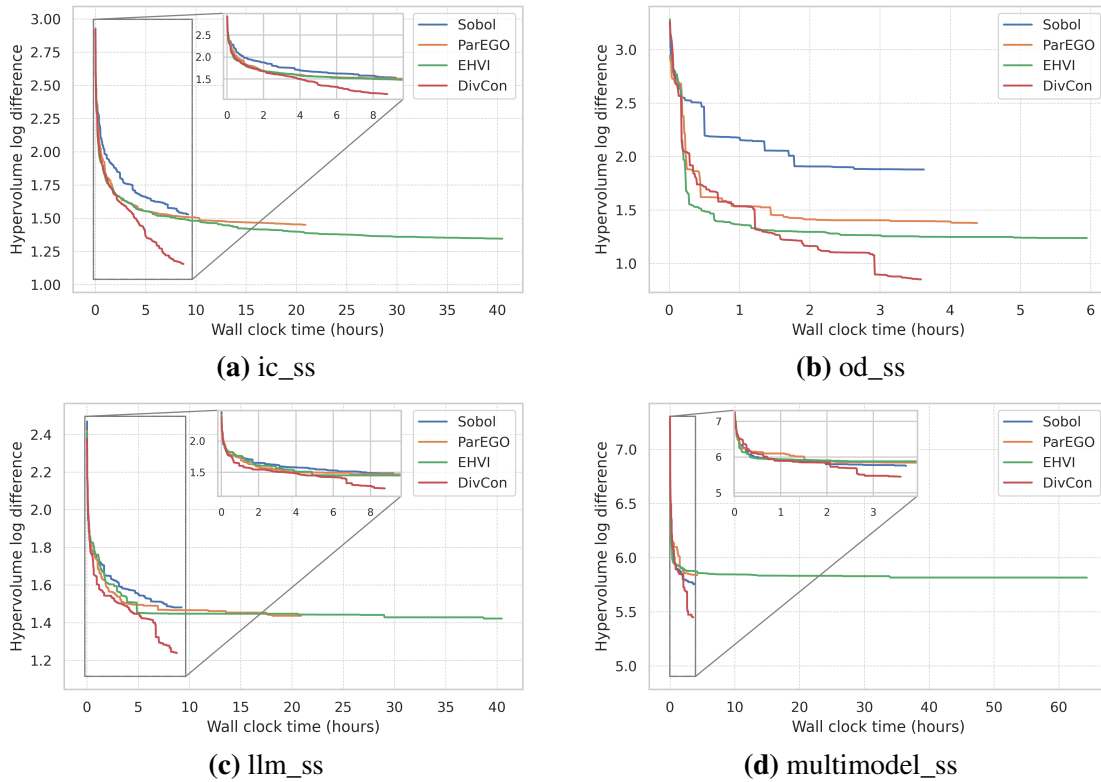 3.00
2.75
2.50
2.25
2.00
1.75
1.50
1.25
1.00
Hypervolume log difference
2.5
2.0
1.5
0 2 4 6 8
Sobol
ParEGO
EHVI
DivCon
0 5 10 15 20 25 30 35 40
Wall clock time (hours)
(a) ic_ss
3.0
2.5
2.0
1.5
1.0
Hypervolume log difference
Sobol
ParEGO
EHVI
DivCon
0 1 2 3 4 5 6
Wall clock time (hours)
(b) od_ss
2.4
2.2
2.0
1.8
1.6
1.4
1.2
Hypervolume log difference
2.0
1.5
0 2 4 6 8
Sobol
ParEGO
EHVI
DivCon
0 5 10 15 20 25 30 35 40
Wall clock time (hours)
(c) llm_ss
7.0
6.5
6.0
5.5
5.0
Hypervolume log difference
7
6
5
0 1 2 3
Sobol
ParEGO
EHVI
DivCon
0 10 20 30 40 50 60
Wall clock time (hours)
(d) multimodel_ss